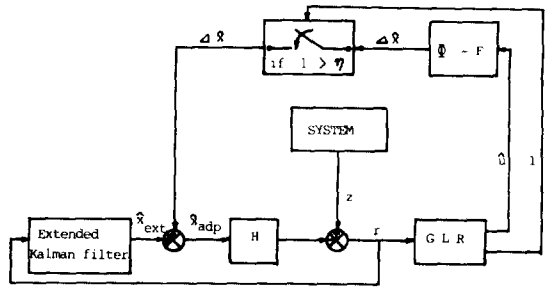 Δ x̂
Δ x̂
Φ - F
if l > η
SYSTEM
û
l
z
x̂ext
x̂adp
r
Extended
Kalman filter
H
G L R